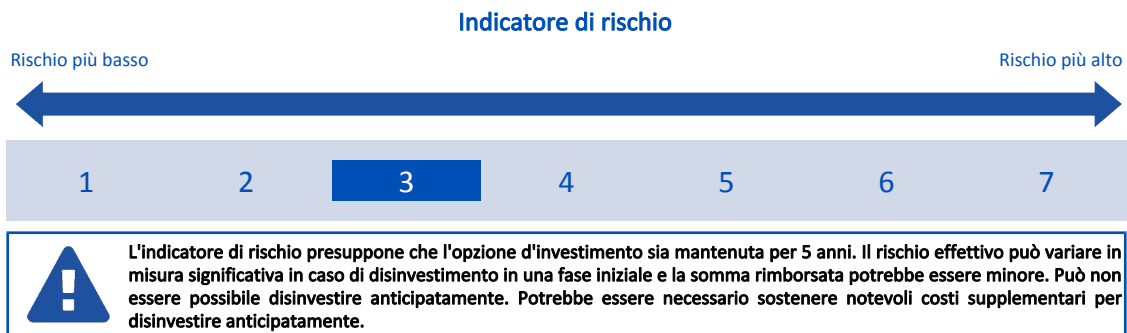 Indicatore di rischio
Rischio più basso
Rischio più alto
1 2 3 4 5 6 7
L'indicatore di rischio presuppone che l'opzione d'investimento sia mantenuta per 5 anni. Il rischio effettivo può variare in
misura significativa in caso di disinvestimento in una fase iniziale e la somma rimborsata potrebbe essere minore. Può non
essere possibile disinvestire anticipatamente. Potrebbe essere necessario sostenere notevoli costi supplementari per
disinvestire anticipatamente.